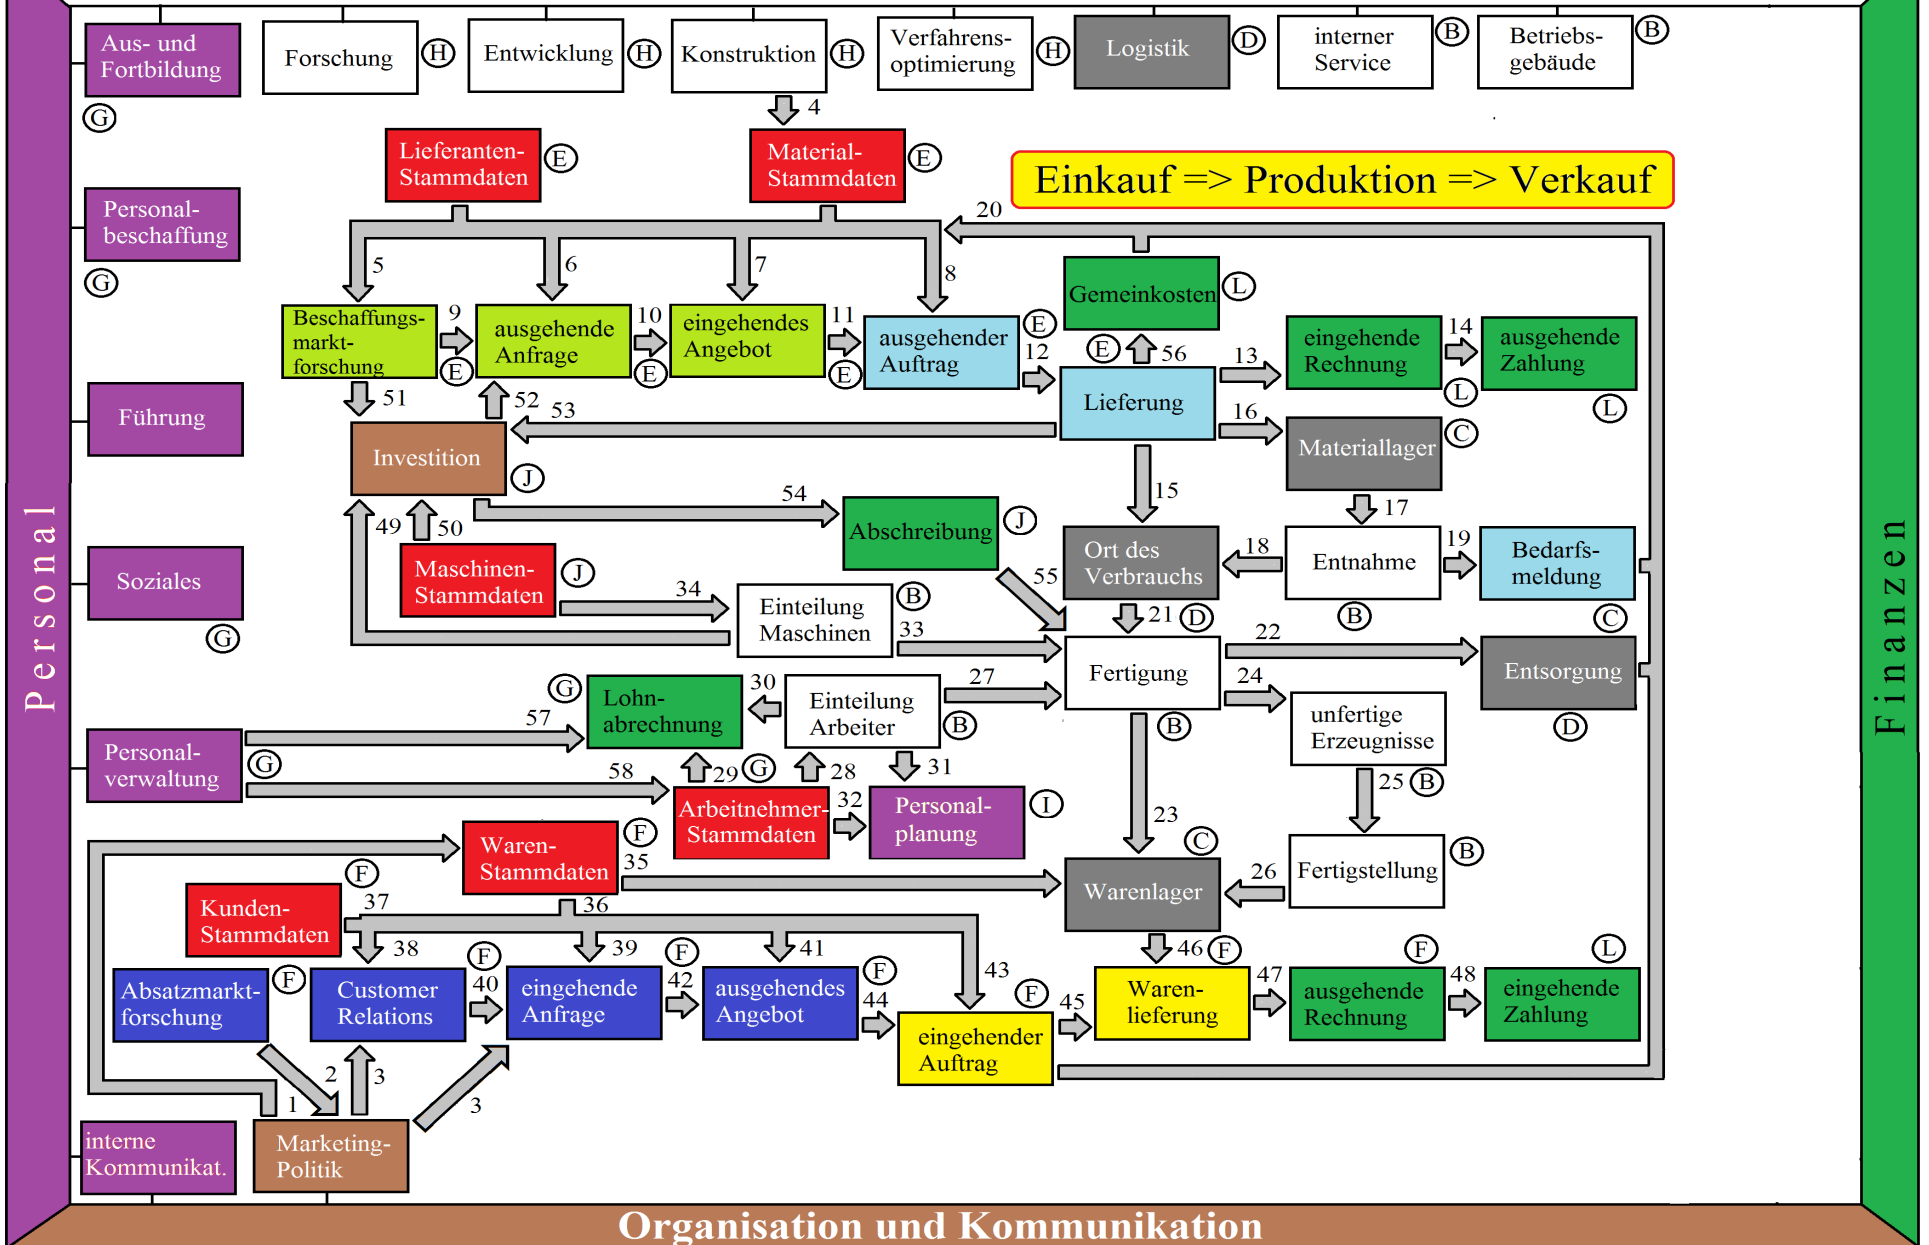 Aus- und
Fortbildung
G
Forschung
H
Entwicklung
H
Konstruktion
H
Verfahrens-
optimierung
H
Logistik
D
interner
Service
B
Betriebs-
gebäude
B
4
Lieferanten-
Stammdaten
E
Material-
Stammdaten
E
Einkauf => Produktion => Verkauf
Personal-
beschaffung
G
20
5
6
7
8
Gemeinkosten
L
Beschaffungs-
markt-
forschung
9
E
ausgehende
Anfrage
10
E
eingehendes
Angebot
11
E
ausgehender
Auftrag
E
12
E
56
13
eingehende
Rechnung
14
L
ausgehende
Zahlung
L
Führung
51
52
53
Lieferung
16
Materiallager
C
Investition
J
54
15
17
49
50
Abschreibung
J
Ort des
Verbrauchs
18
Entnahme
B
19
Bedarfs-
meldung
C
Soziales
G
Maschinen-
Stammdaten
J
34
Einteilung
Maschinen
B
33
55
21
D
Fertigung
B
22
Entsorgung
D
24
G
Lohn-
abrechnung
30
Einteilung
Arbeiter
B
27
unfertige
Erzeugnisse
57
Personal-
verwaltung
G
58
29
G
28
31
25
B
Arbeitnehmer-
Stammdaten
32
Personal-
planung
I
23
C
Waren-
Stammdaten
F
35
36
Warenlager
26
Fertigstellung
B
F
Kunden-
Stammdaten
37
38
39
41
43
46
F
F
L
Absatzmarkt-
forschung
F
Customer
Relations
F
40
eingehende
Anfrage
F
42
ausgehendes
Angebot
F
44
eingehender
Auftrag
F
45
Waren-
lieferung
47
ausgehende
Rechnung
48
eingehende
Zahlung
1
2
3
3
interne
Kommunikat.
Marketing-
Politik
Personal
Finanzen
Organisation und Kommunikation